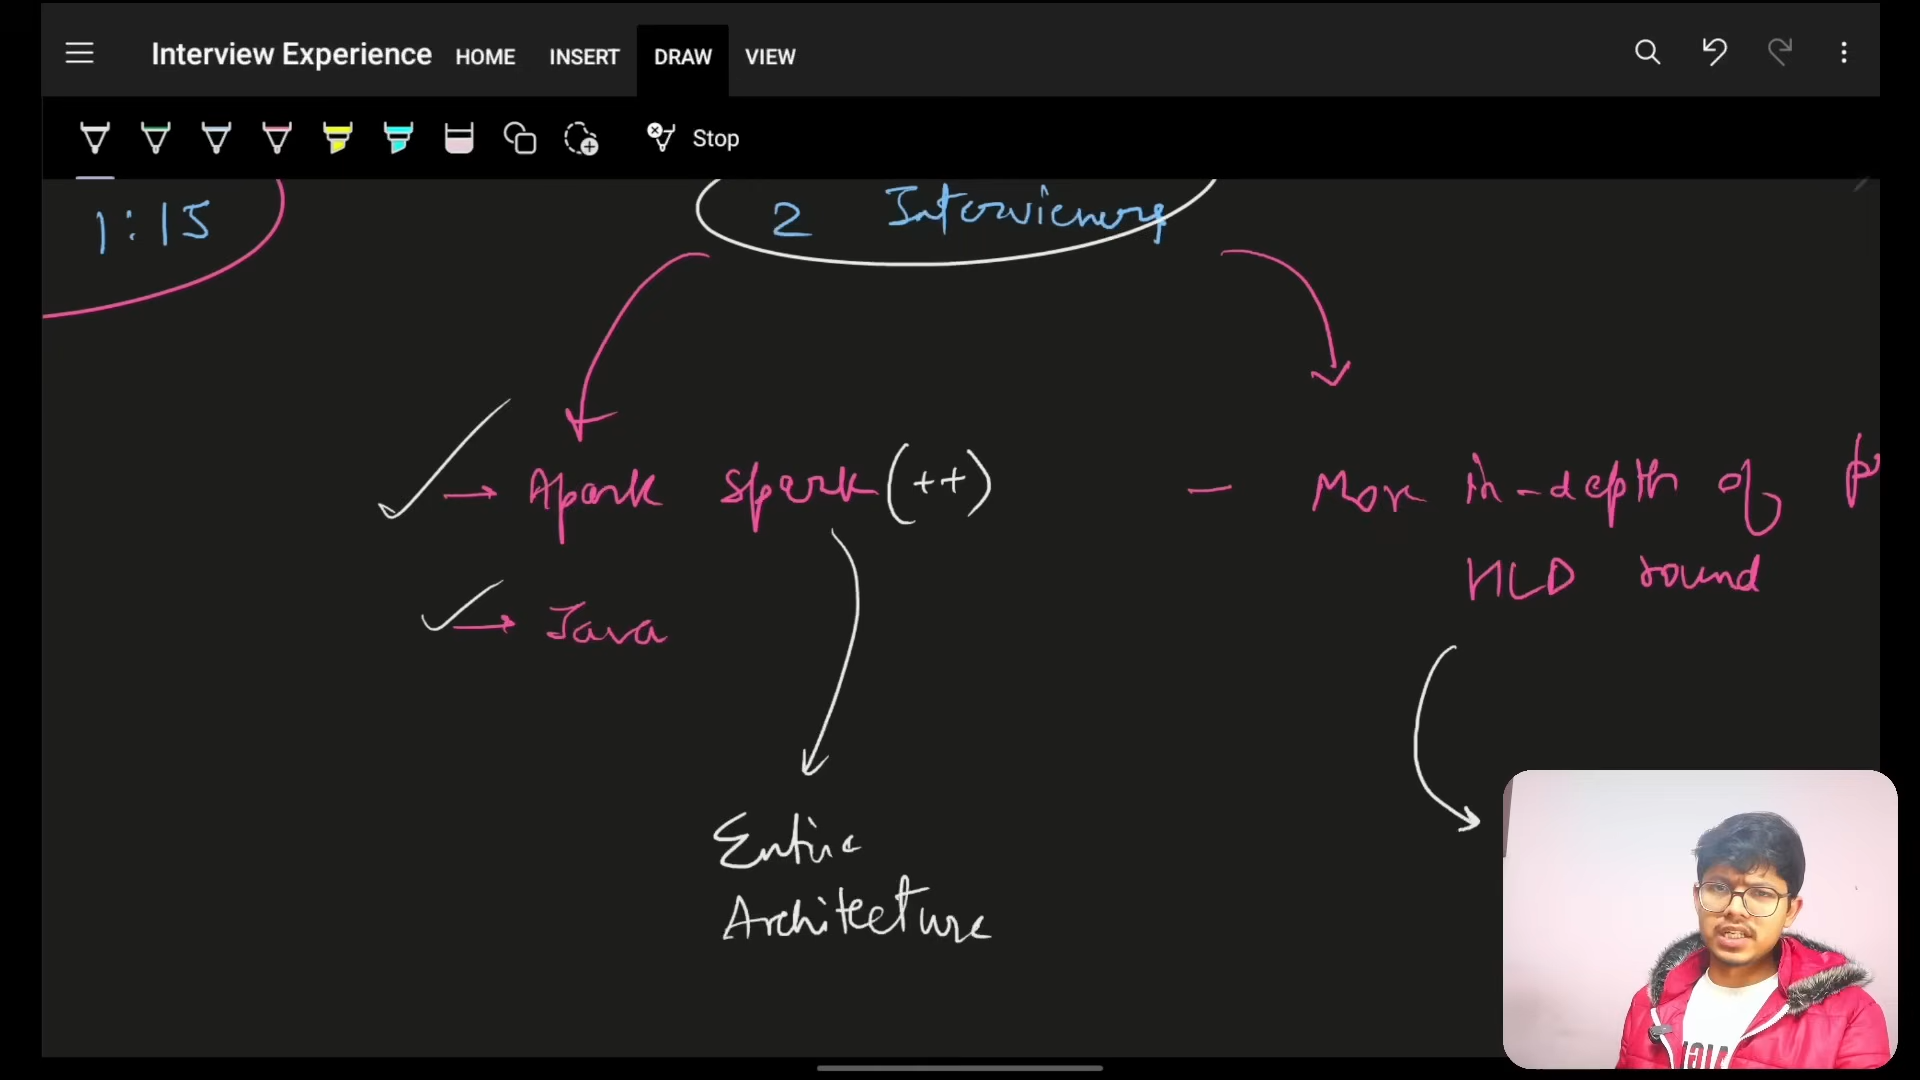 Interview Experience HOME INSERT DRAW VIEW
Stop
1:15
2 Interviewers
→ Apark Spark (++)
→ Java
Entire
Architecture
- More in-depth of
HLD round